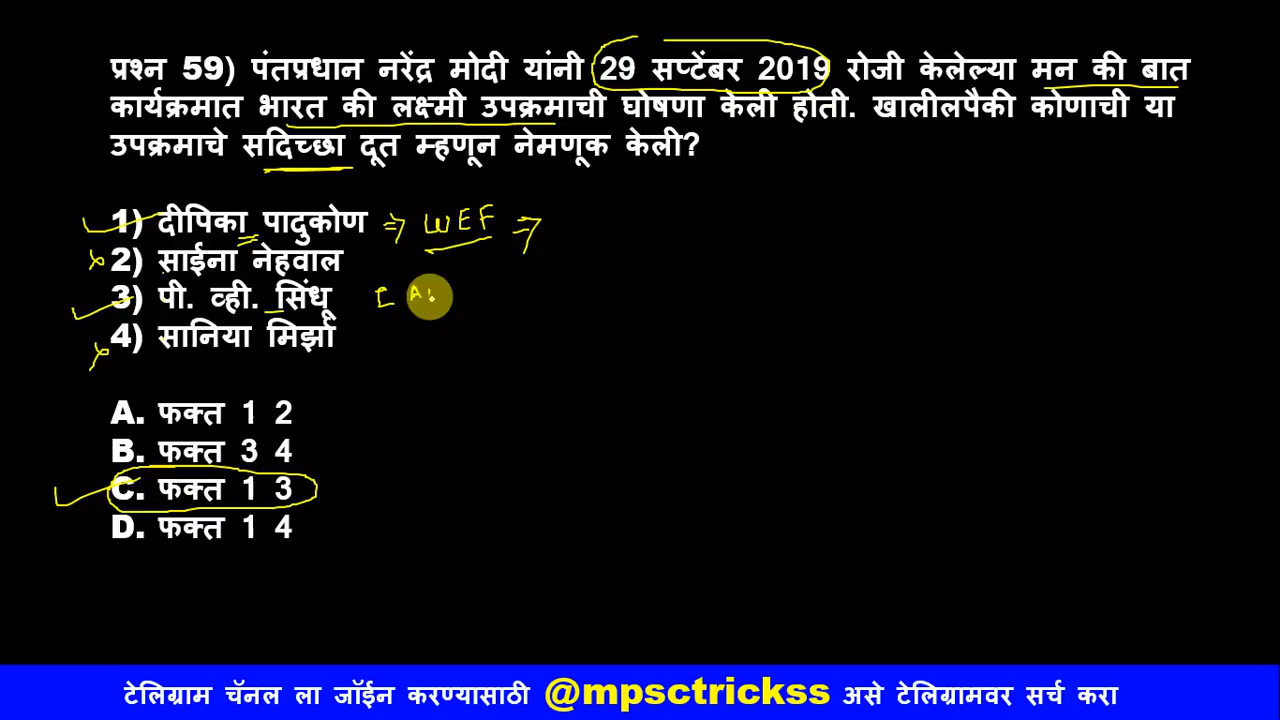 प्रश्न 59) पंतप्रधान नरेंद्र मोदी यांनी 29 सप्टेंबर 2019 रोजी केलेल्या मन की बात
कार्यक्रमात भारत की लक्ष्मी उपक्रमाची घोषणा केली होती. खालीलपैकी कोणाची या
उपक्रमाचे सदिच्छा दूत म्हणून नेमणूक केली?
1) दीपिका पादुकोण ⇒ WEF ⇒
2) साईना नेहवाल
3) पी. व्ही. सिंधू
4) सानिया मिर्झा
A. फक्त 1 2
B. फक्त 3 4
C. फक्त 1 3
D. फक्त 1 4
टेलिग्राम चॅनल ला जॉईन करण्यासाठी @mpsctrickss असे टेलिग्रामवर सर्च करा